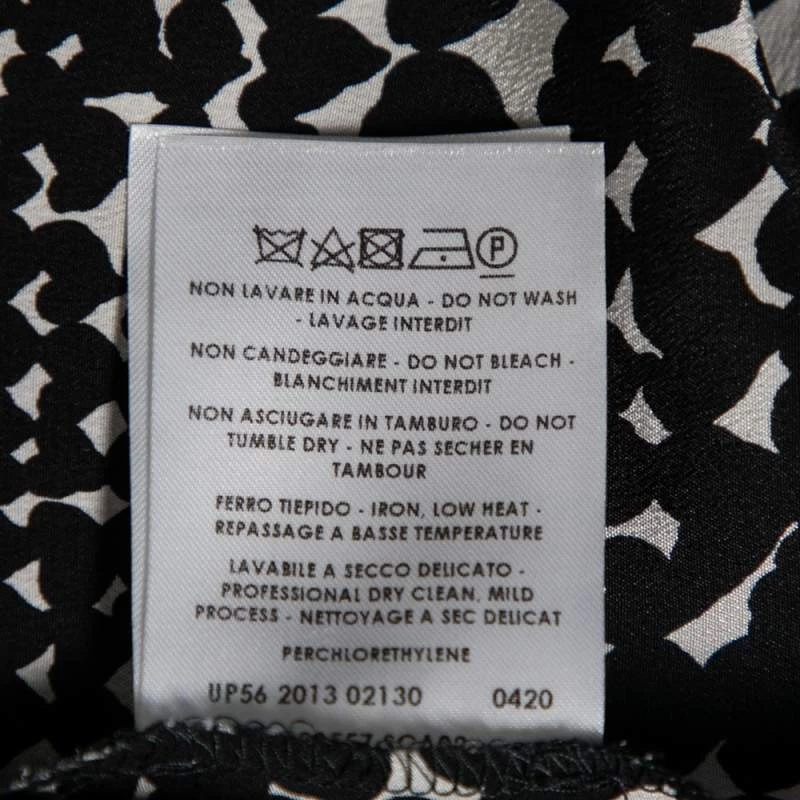 P
NON LAVARE IN ACQUA - DO NOT WASH
- LAVAGE INTERDIT
NON CANDEGGIARE - DO NOT BLEACH -
BLANCHIMENT INTERDIT
NON ASCIUGARE IN TAMBURO - DO NOT
TUMBLE DRY - NE PAS SECHER EN
TAMBOUR
FERRO TIEPIDO - IRON, LOW HEAT -
REPASSAGE A BASSE TEMPERATURE
LAVABILE A SECCO DELICATO -
PROFESSIONAL DRY CLEAN, MILD
PROCESS - NETTOYAGE A SEC DELICAT
PERCHLORETHYLENE
UP56 2013 02130 0420